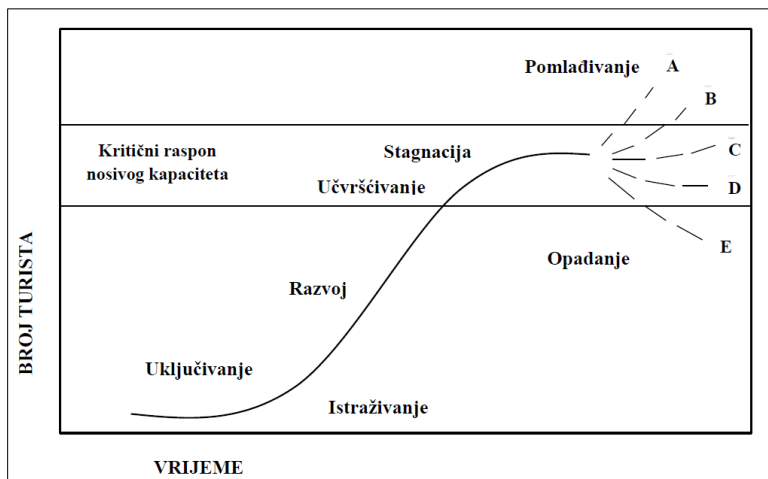 Pomlađivanje
A
B
Kritični raspon
nosivog kapaciteta
Stagnacija
C
Učvršćivanje
D
E
Opadanje
Razvoj
BROJ TURISTA
Uključivanje
Istraživanje
VRIJEME